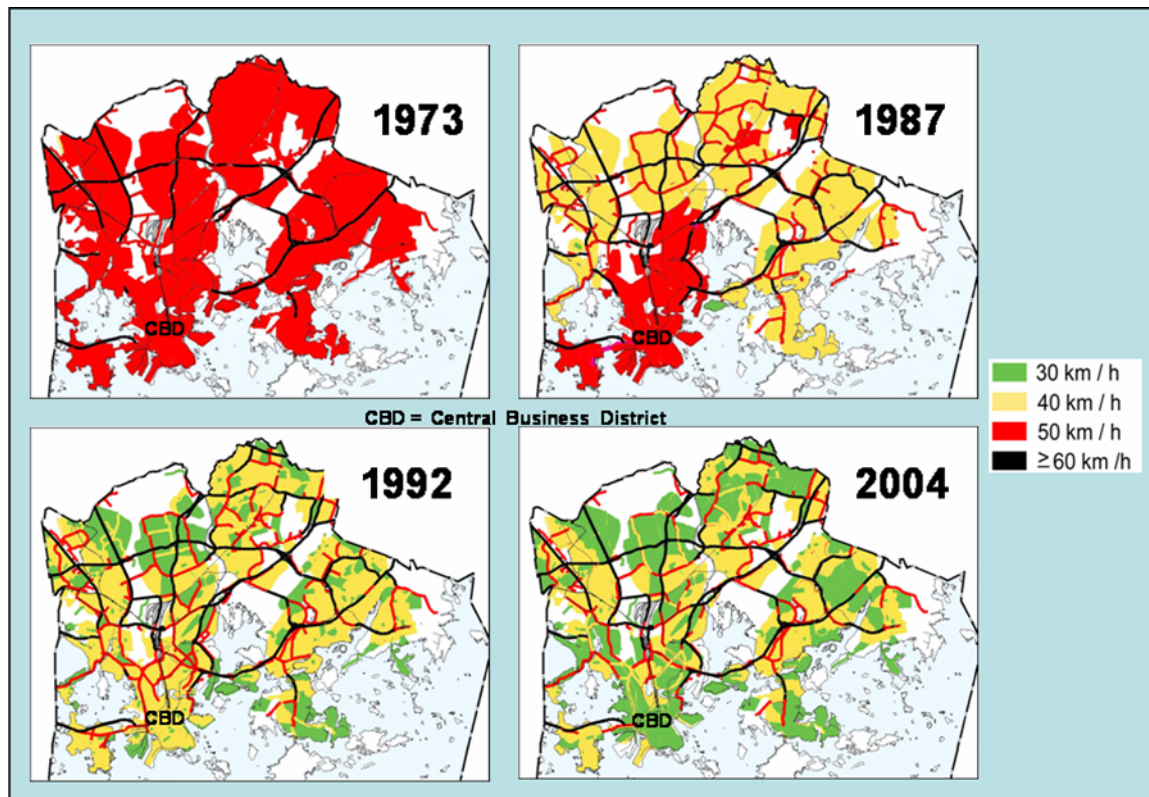 1973
CBD
1987
CBD
CBD = Central Business District
1992
CBD
2004
CBD
30 km / h
40 km / h
50 km / h
≥60 km /h